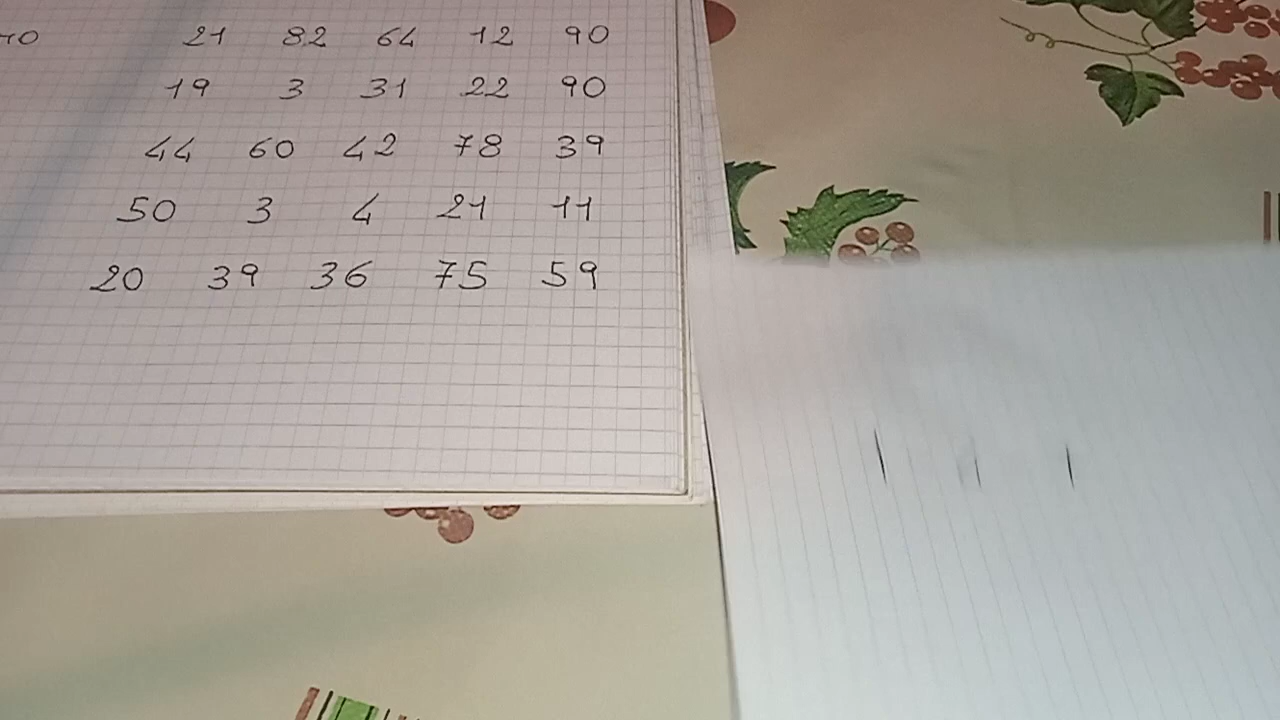 10 21 82 64 12 90
19 3 31 22 90
44 60 42 78 39
50 3 4 21 11
20 39 36 75 59